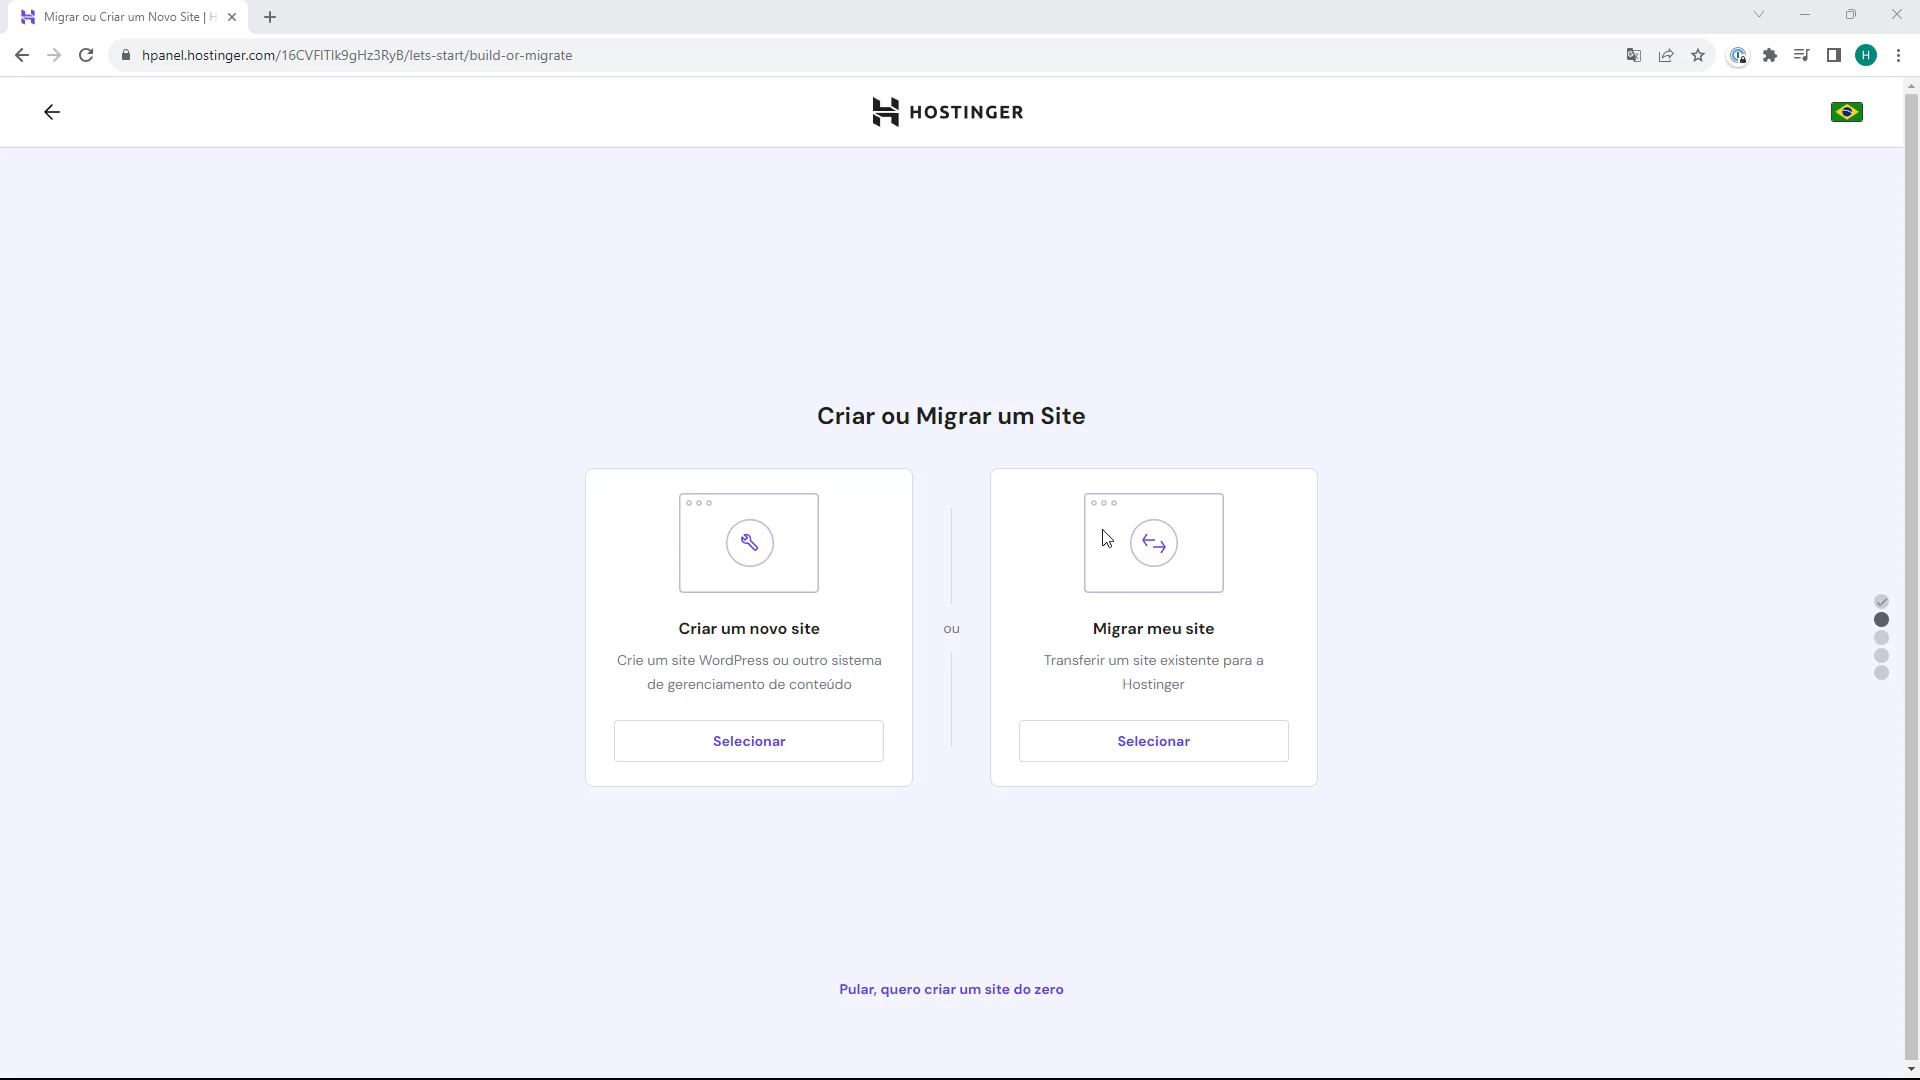 Migrar ou Criar um Novo Site | H
hpanel.hostinger.com/16CVFlTlk9gHz3RyB/lets-start/build-or-migrate
H
HOSTINGER
Criar ou Migrar um Site
Criar um novo site
Crie um site WordPress ou outro sistema
de gerenciamento de conteúdo
Selecionar
ou
Migrar meu site
Transferir um site existente para a
Hostinger
Selecionar
Pular, quero criar um site do zero